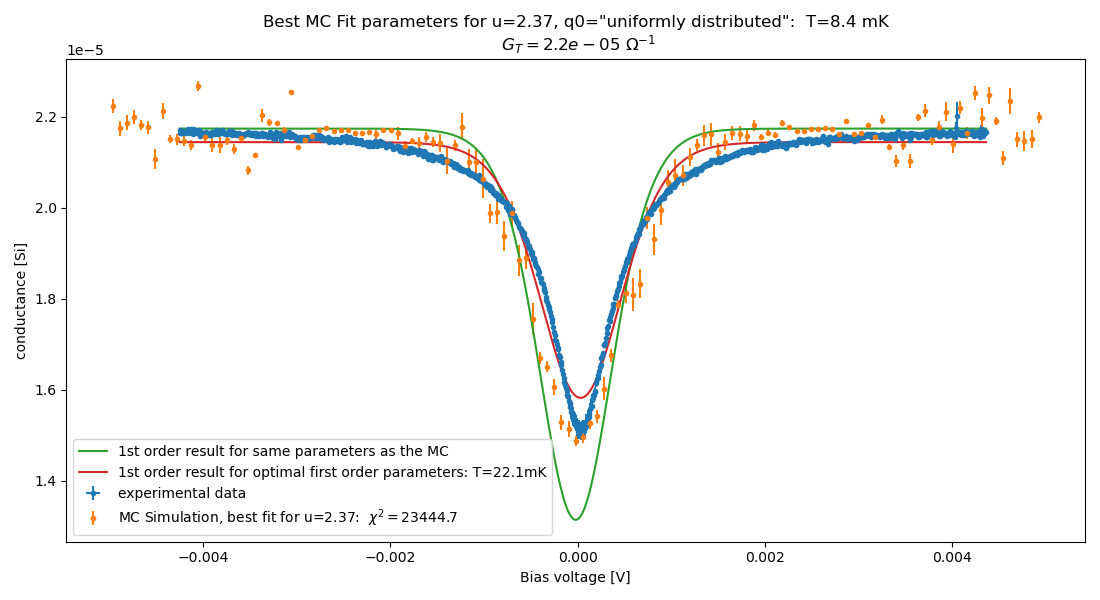 Best MC Fit parameters for u=2.37, q0="uniformly distributed":  T=8.4 mK
G_T = 2.2e − 05 Ω⁻¹
1e−5
2.2
2.0
1.8
1.6
1.4
conductance [Si]
1st order result for same parameters as the MC
1st order result for optimal first order parameters: T=22.1mK
experimental data
MC Simulation, best fit for u=2.37:  χ² = 23444.7
−0.004
−0.002
0.000
0.002
0.004
Bias voltage [V]